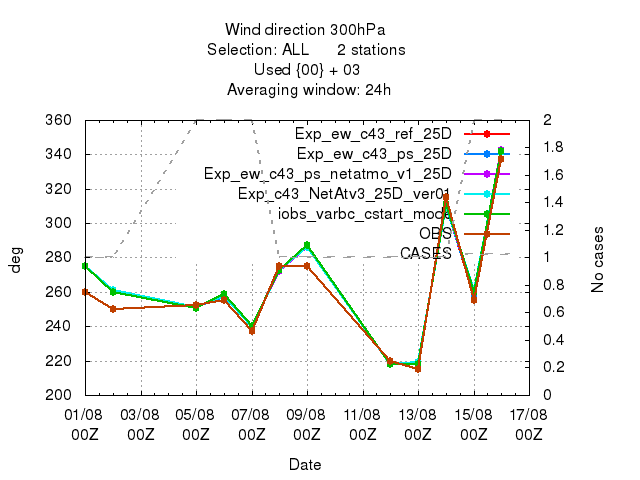 Wind direction 300hPa
Selection: ALL 2 stations
Used {00} + 03
Averaging window: 24h
360 2
340 1.8
320 1.6
300 1.4
280 1.2
260 1
240 0.8
220 0.6
200 0.4
0.2
0
deg
No cases
Exp_ew_c43_ref_25D
Exp_ew_c43_ps_25D
Exp_ew_c43_ps_netatmo_v1_25D
Exp_c43_NetAtv3_25D_ver01
iobs_varbc_cstart_mode
OBS
CASES
01/08 03/08 05/08 07/08 09/08 11/08 13/08 15/08 17/08
00Z 00Z 00Z 00Z 00Z 00Z 00Z 00Z 00Z
Date